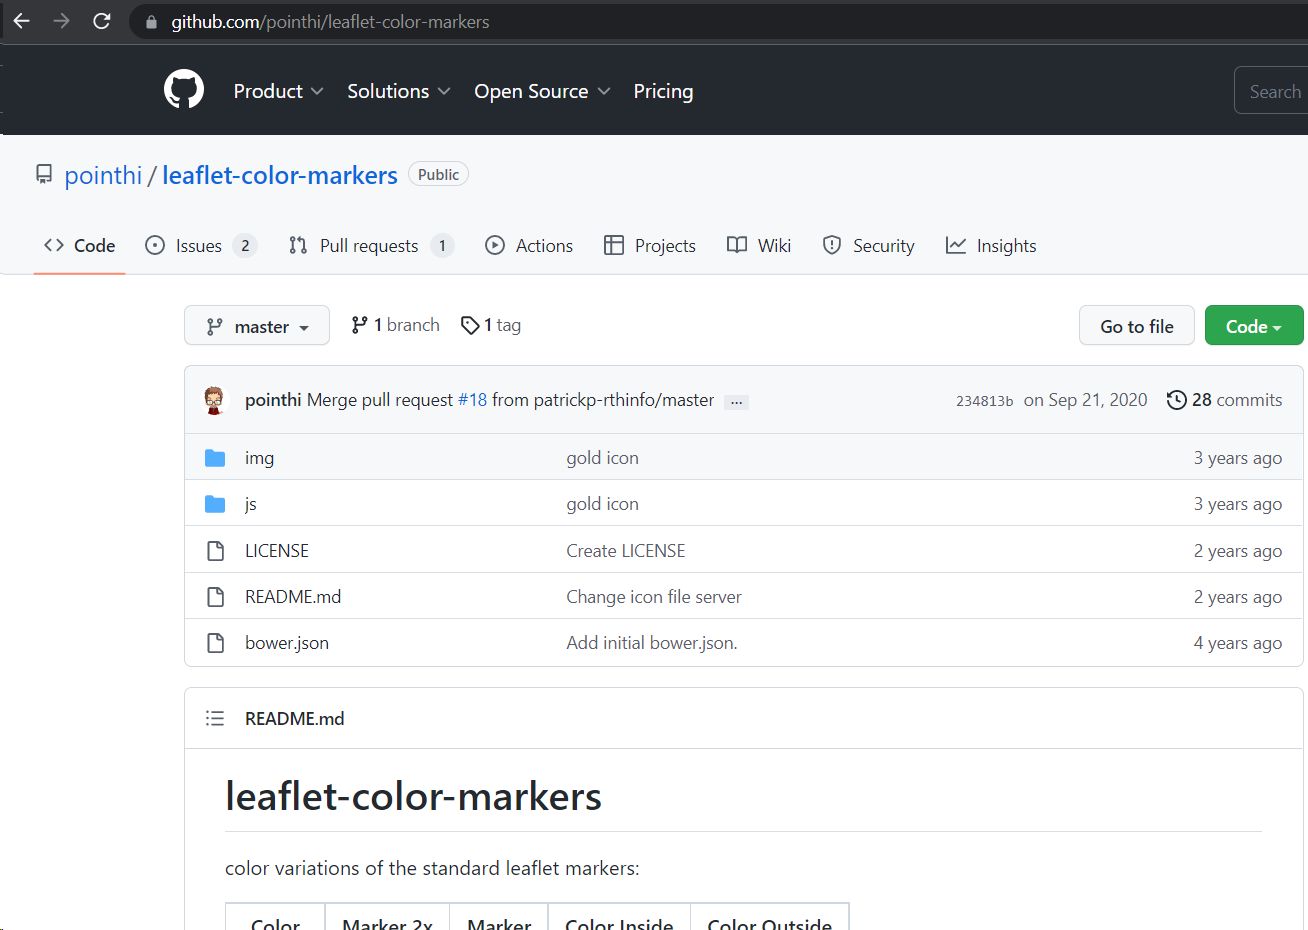 github.com/pointhi/leaflet-color-markers
Product Solutions Open Source Pricing Search
pointhi / leaflet-color-markers Public
Code Issues 2 Pull requests 1 Actions Projects Wiki Security Insights
master 1 branch 1 tag Go to file Code
pointhi Merge pull request #18 from patrickp-rthinfo/master ... 234813b on Sep 21, 2020 28 commits
img gold icon 3 years ago
js gold icon 3 years ago
LICENSE Create LICENSE 2 years ago
README.md Change icon file server 2 years ago
bower.json Add initial bower.json. 4 years ago
README.md
leaflet-color-markers
color variations of the standard leaflet markers:
Color Marker 2x Marker Color Inside Color Outside